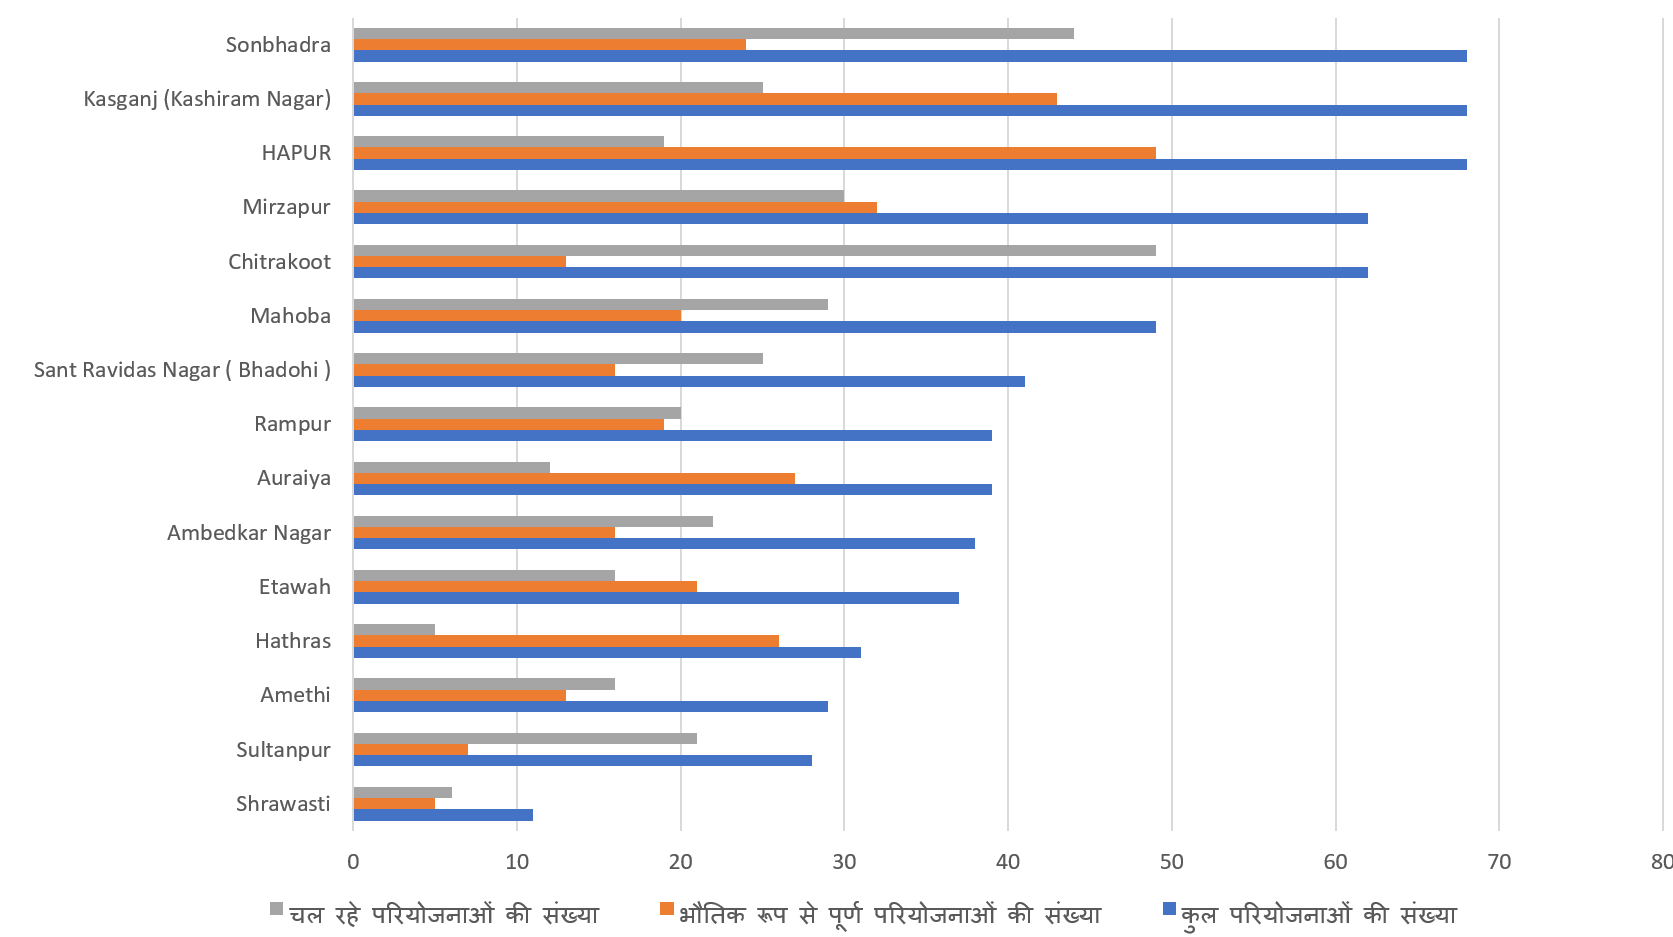 Sonbhadra
Kasganj (Kashiram Nagar)
HAPUR
Mirzapur
Chitrakoot
Mahoba
Sant Ravidas Nagar ( Bhadohi )
Rampur
Auraiya
Ambedkar Nagar
Etawah
Hathras
Amethi
Sultanpur
Shrawasti
0 10 20 30 40 50 60 70 80
चल रहे परियोजनाओं की संख्या भौतिक रूप से पूर्ण परियोजनाओं की संख्या कुल परियोजनाओं की संख्या